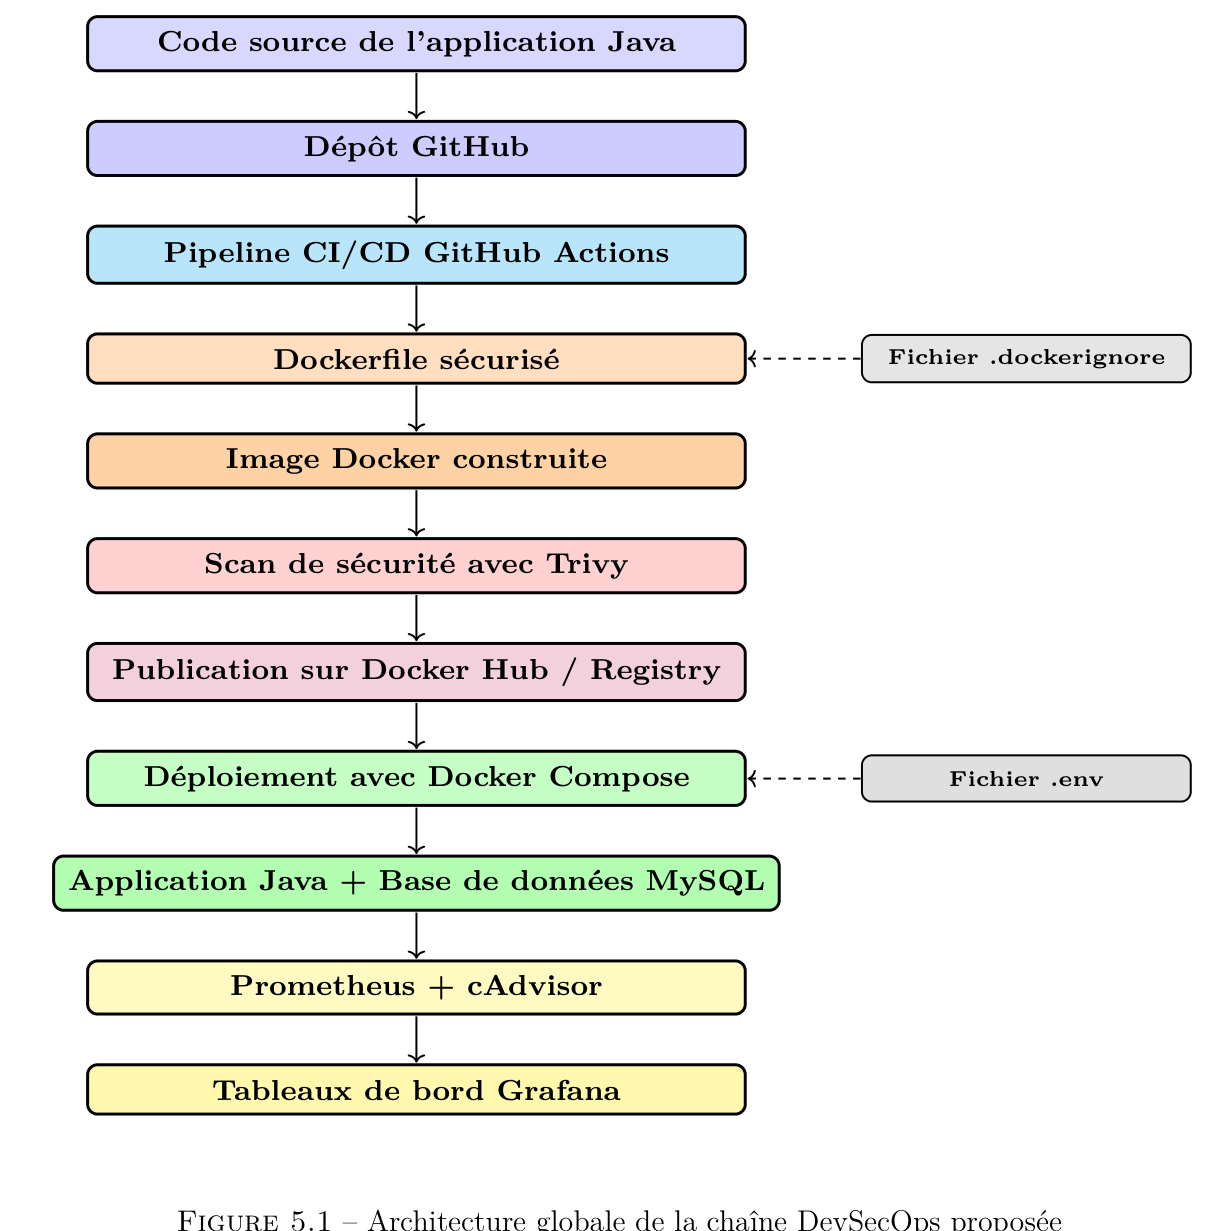 Code source de l'application Java
Dépôt GitHub
Pipeline CI/CD GitHub Actions
Dockerfile sécurisé
Fichier .dockerignore
Image Docker construite
Scan de sécurité avec Trivy
Publication sur Docker Hub / Registry
Déploiement avec Docker Compose
Fichier .env
Application Java + Base de données MySQL
Prometheus + cAdvisor
Tableaux de bord Grafana
FIGURE 5.1 – Architecture globale de la chaîne DevSecOps proposée